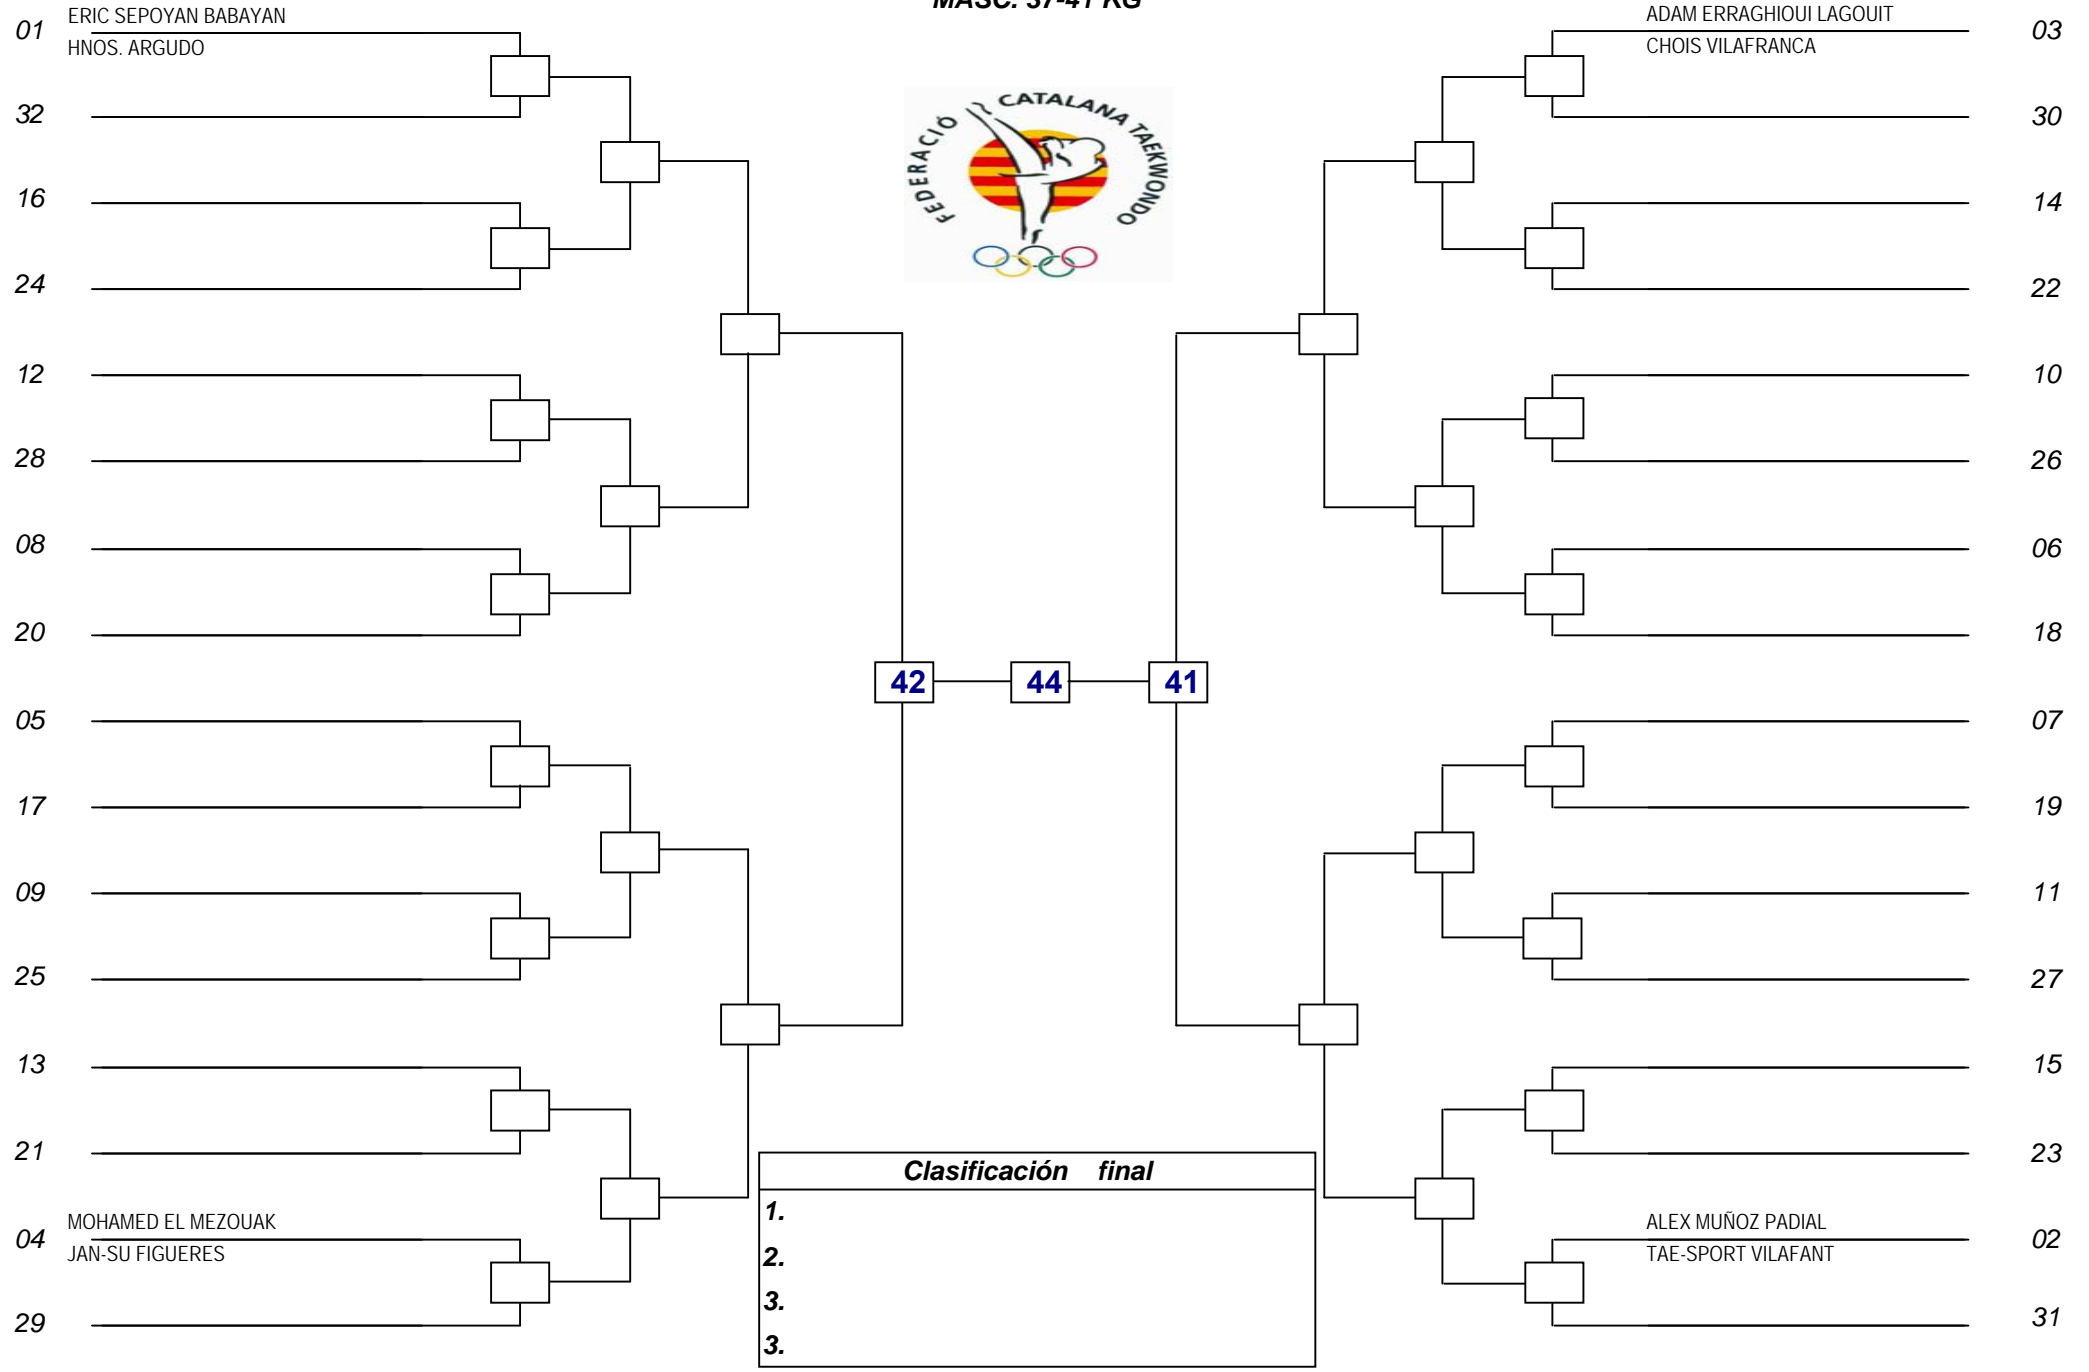 MASC. 37-41 KG
01 ERIC SEPOYAN BABAYAN
HNOS. ARGUDO
32
16
24
12
28
08
20
05
17
09
25
13
21
04 MOHAMED EL MEZOUAK
JAN-SU FIGUERES
29
FEDERACIÓ CATALANA TAEKWONDO
42 44 41
ADAM ERRAGHIOUI LAGOUIT 03
CHOIS VILAFRANCA
30
14
22
10
26
06
18
07
19
11
27
15
23
ALEX MUÑOZ PADIAL 02
TAE-SPORT VILAFANT
31
Clasificación final
1.
2.
3.
3.